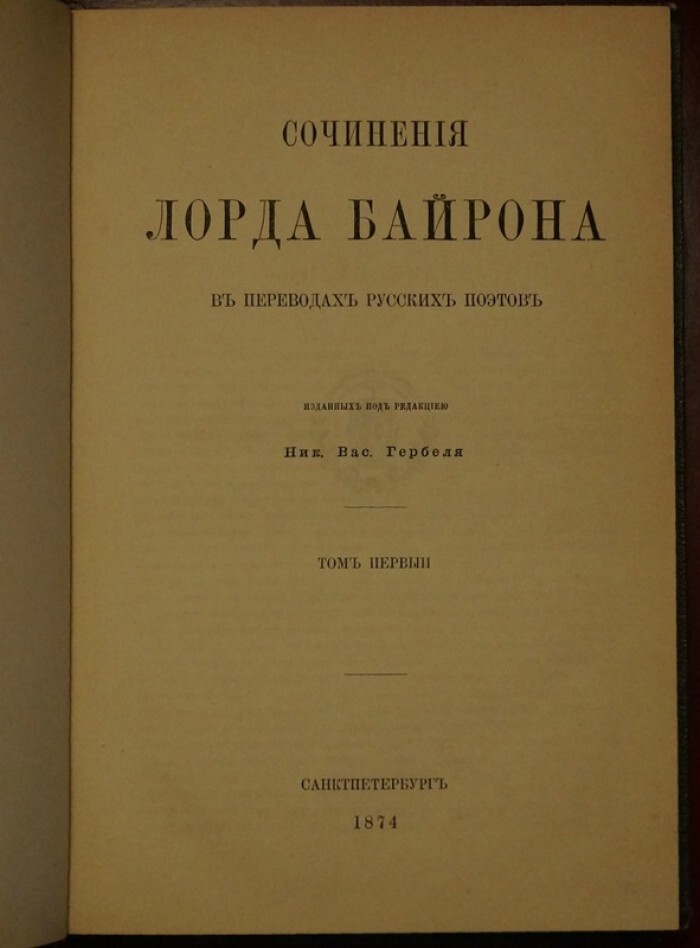 СОЧИНЕНІЯ
ЛОРДА БАЙРОНА
ВЪ ПЕРЕВОДАХЪ РУССКИХЪ ПОЭТОВЪ
ИЗДАННЫХЪ ПОДЪ РЕДАКЦІЕЮ
Ник. Вас. Гербеля
ТОМЪ ПЕРВЫЙ
САНКТПЕТЕРБУРГЪ
1874